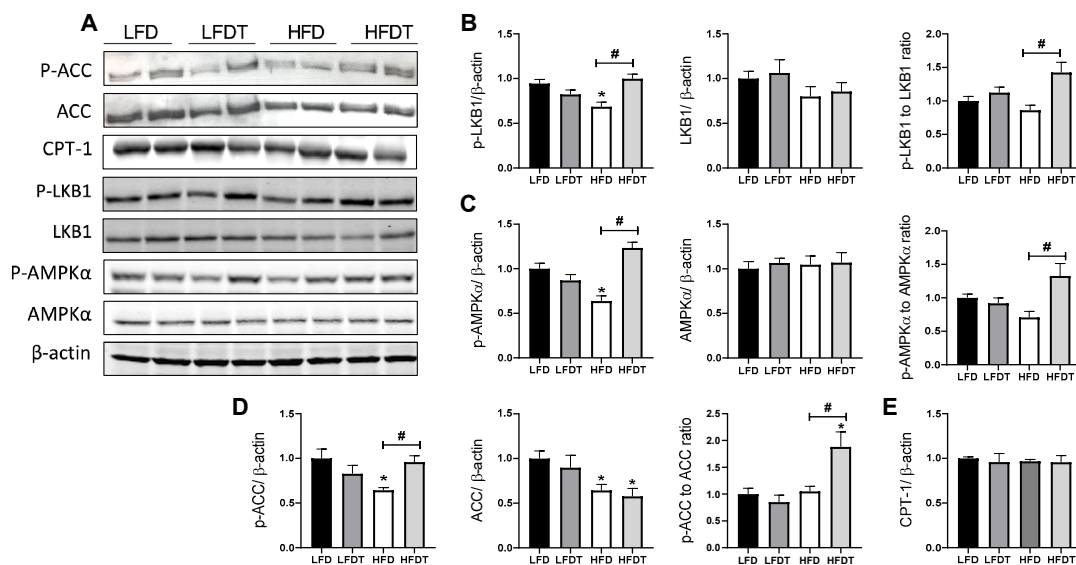 A
LFD LFDT HFD HFDT
P-ACC
ACC
CPT-1
P-LKB1
LKB1
P-AMPKα
AMPKα
β-actin
B
p-LKB1/β-actin
1.5
1.0
0.5
0.0
*
#
LFD LFDT HFD HFDT
LKB1/ β-actin
1.5
1.0
0.5
0.0
LFD LFDT HFD HFDT
p-LKB1 to LKB1 ratio
2.0
1.5
1.0
0.5
0.0
#
LFD LFDT HFD HFDT
C
p-AMPKα/ β-actin
1.5
1.0
0.5
0.0
*
#
LFD LFDT HFD HFDT
AMPKα/ β-actin
1.5
1.0
0.5
0.0
LFD LFDT HFD HFDT
p-AMPKα to AMPKα ratio
2.0
1.5
1.0
0.5
0.0
#
LFD LFDT HFD HFDT
D
p-ACC/ β-actin
1.5
1.0
0.5
0.0
*
#
LFD LFDT HFD HFDT
ACC/ β-actin
1.5
1.0
0.5
0.0
* *
LFD LFDT HFD HFDT
p-ACC to ACC ratio
2.5
2.0
1.5
1.0
0.5
0.0
#
*
LFD LFDT HFD HFDT
E
CPT-1/ β-actin
1.5
1.0
0.5
0.0
LFD LFDT HFD HFDT